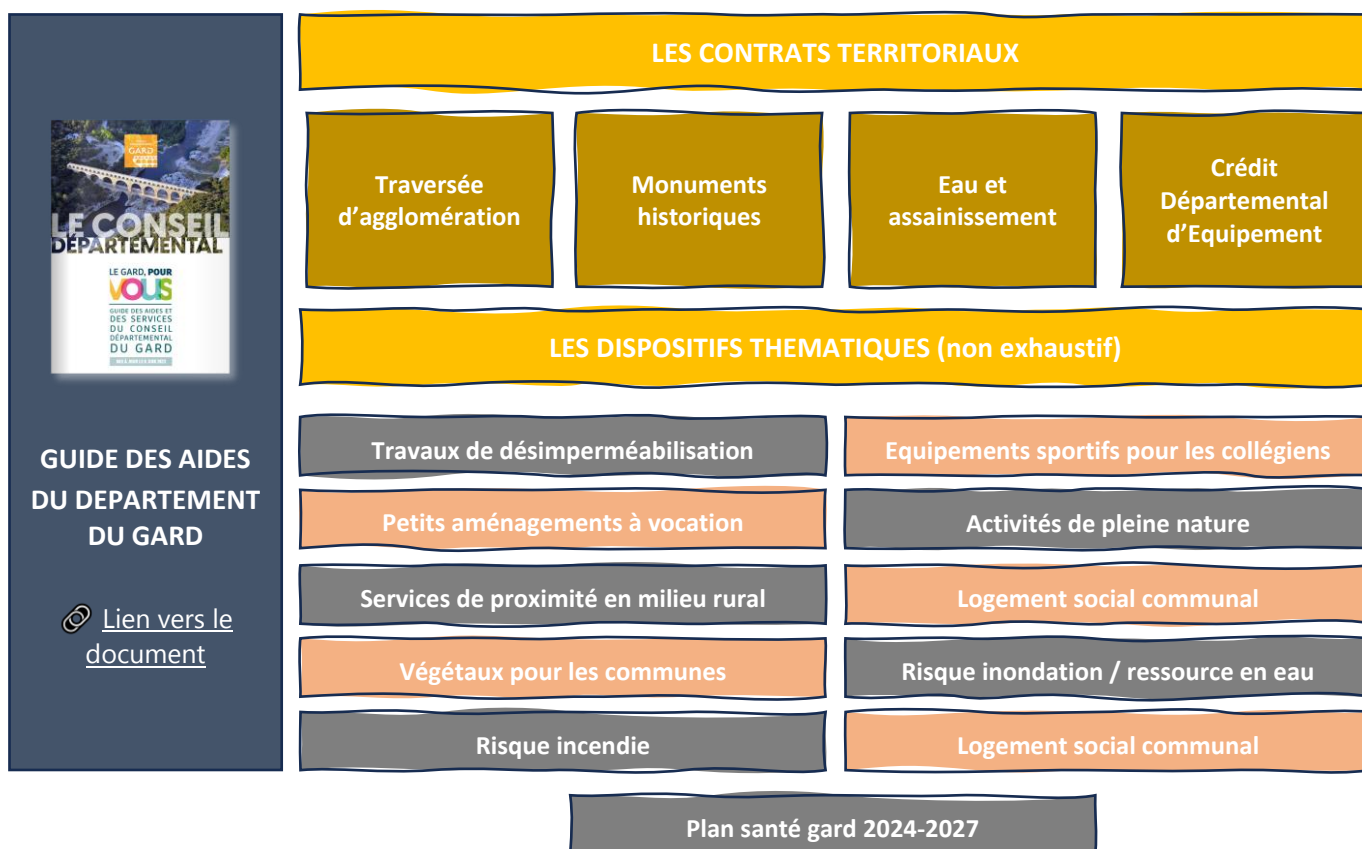 LES CONTRATS TERRITORIAUX
Traversée
d'agglomération
Monuments
historiques
Eau et
assainissement
Crédit
Départemental
d'Equipement
LES DISPOSITIFS THEMATIQUES (non exhaustif)
Travaux de désimperméabilisation
Equipements sportifs pour les collégiens
Petits aménagements à vocation
Activités de pleine nature
Services de proximité en milieu rural
Logement social communal
Végétaux pour les communes
Risque inondation / ressource en eau
Risque incendie
Logement social communal
Plan santé gard 2024-2027
GARD
LE CONSEIL
DÉPARTEMENTAL
LE GARD, POUR
VOUS
GUIDE DES AIDES ET
DES SERVICES
DU CONSEIL
DÉPARTEMENTAL
DU GARD
GUIDE DES AIDES
DU DEPARTEMENT
DU GARD
Lien vers le
document